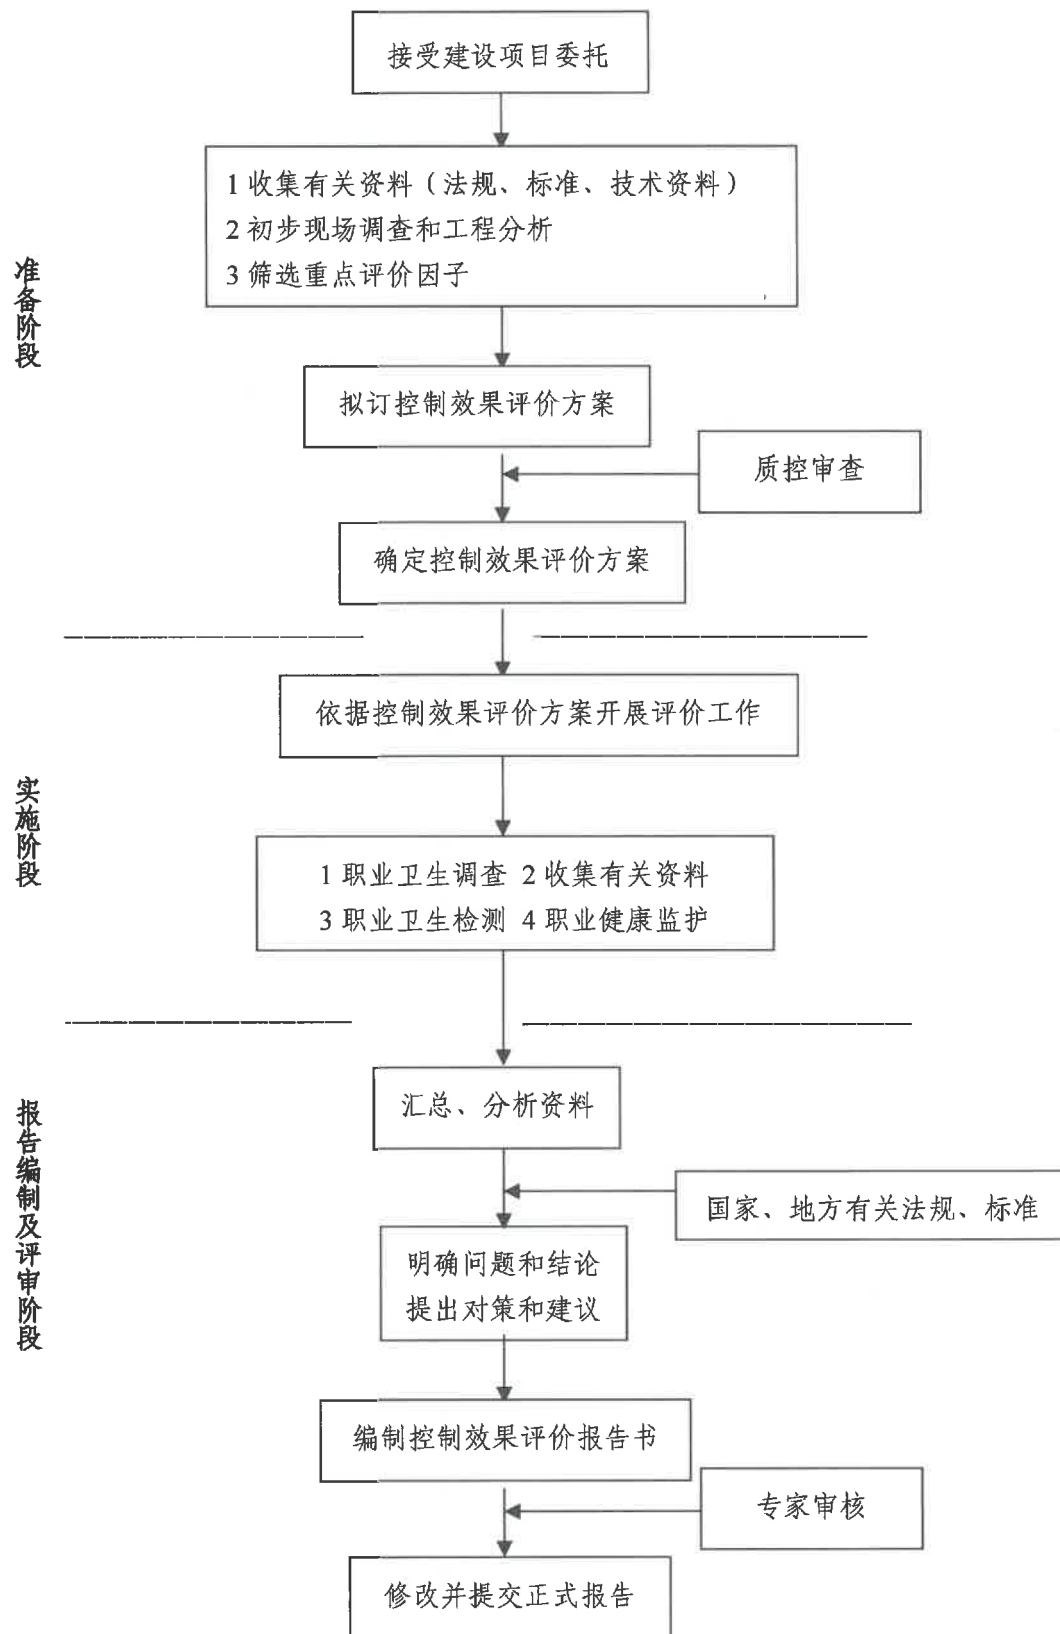 接受建设项目委托
1 收集有关资料（法规、标准、技术资料）
2 初步现场调查和工程分析
3 筛选重点评价因子
准备阶段
拟订控制效果评价方案
质控审查
确定控制效果评价方案
依据控制效果评价方案开展评价工作
实施阶段
1 职业卫生调查 2 收集有关资料
3 职业卫生检测 4 职业健康监护
汇总、分析资料
报告编制及评审阶段
国家、地方有关法规、标准
明确问题和结论
提出对策和建议
编制控制效果评价报告书
专家审核
修改并提交正式报告